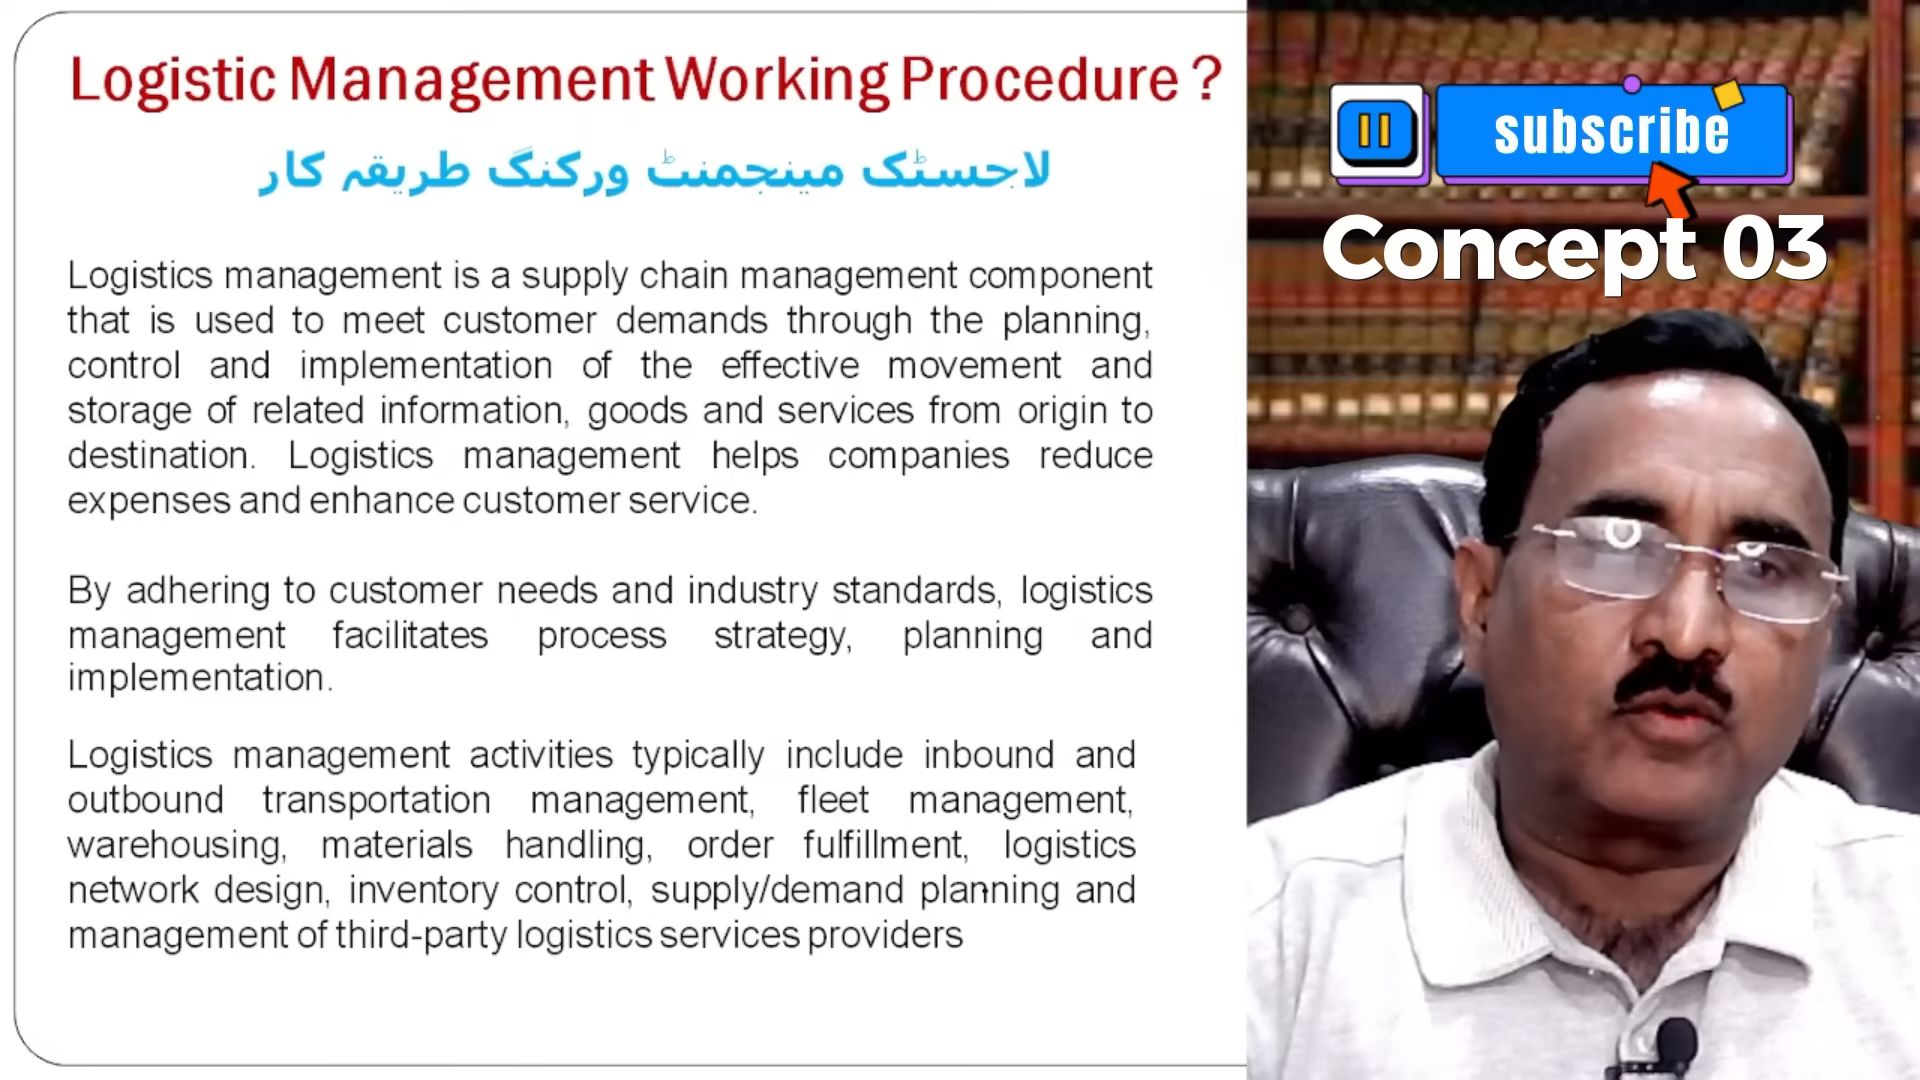 Logistic Management Working Procedure ?
لاجسٹک مینجمنٹ ورکنگ طریقہ کار
Logistics management is a supply chain management component
that is used to meet customer demands through the planning,
control and implementation of the effective movement and
storage of related information, goods and services from origin to
destination. Logistics management helps companies reduce
expenses and enhance customer service.
By adhering to customer needs and industry standards, logistics
management facilitates process strategy, planning and
implementation.
Logistics management activities typically include inbound and
outbound transportation management, fleet management,
warehousing, materials handling, order fulfillment, logistics
network design, inventory control, supply/demand planning and
management of third-party logistics services providers
subscribe
Concept 03